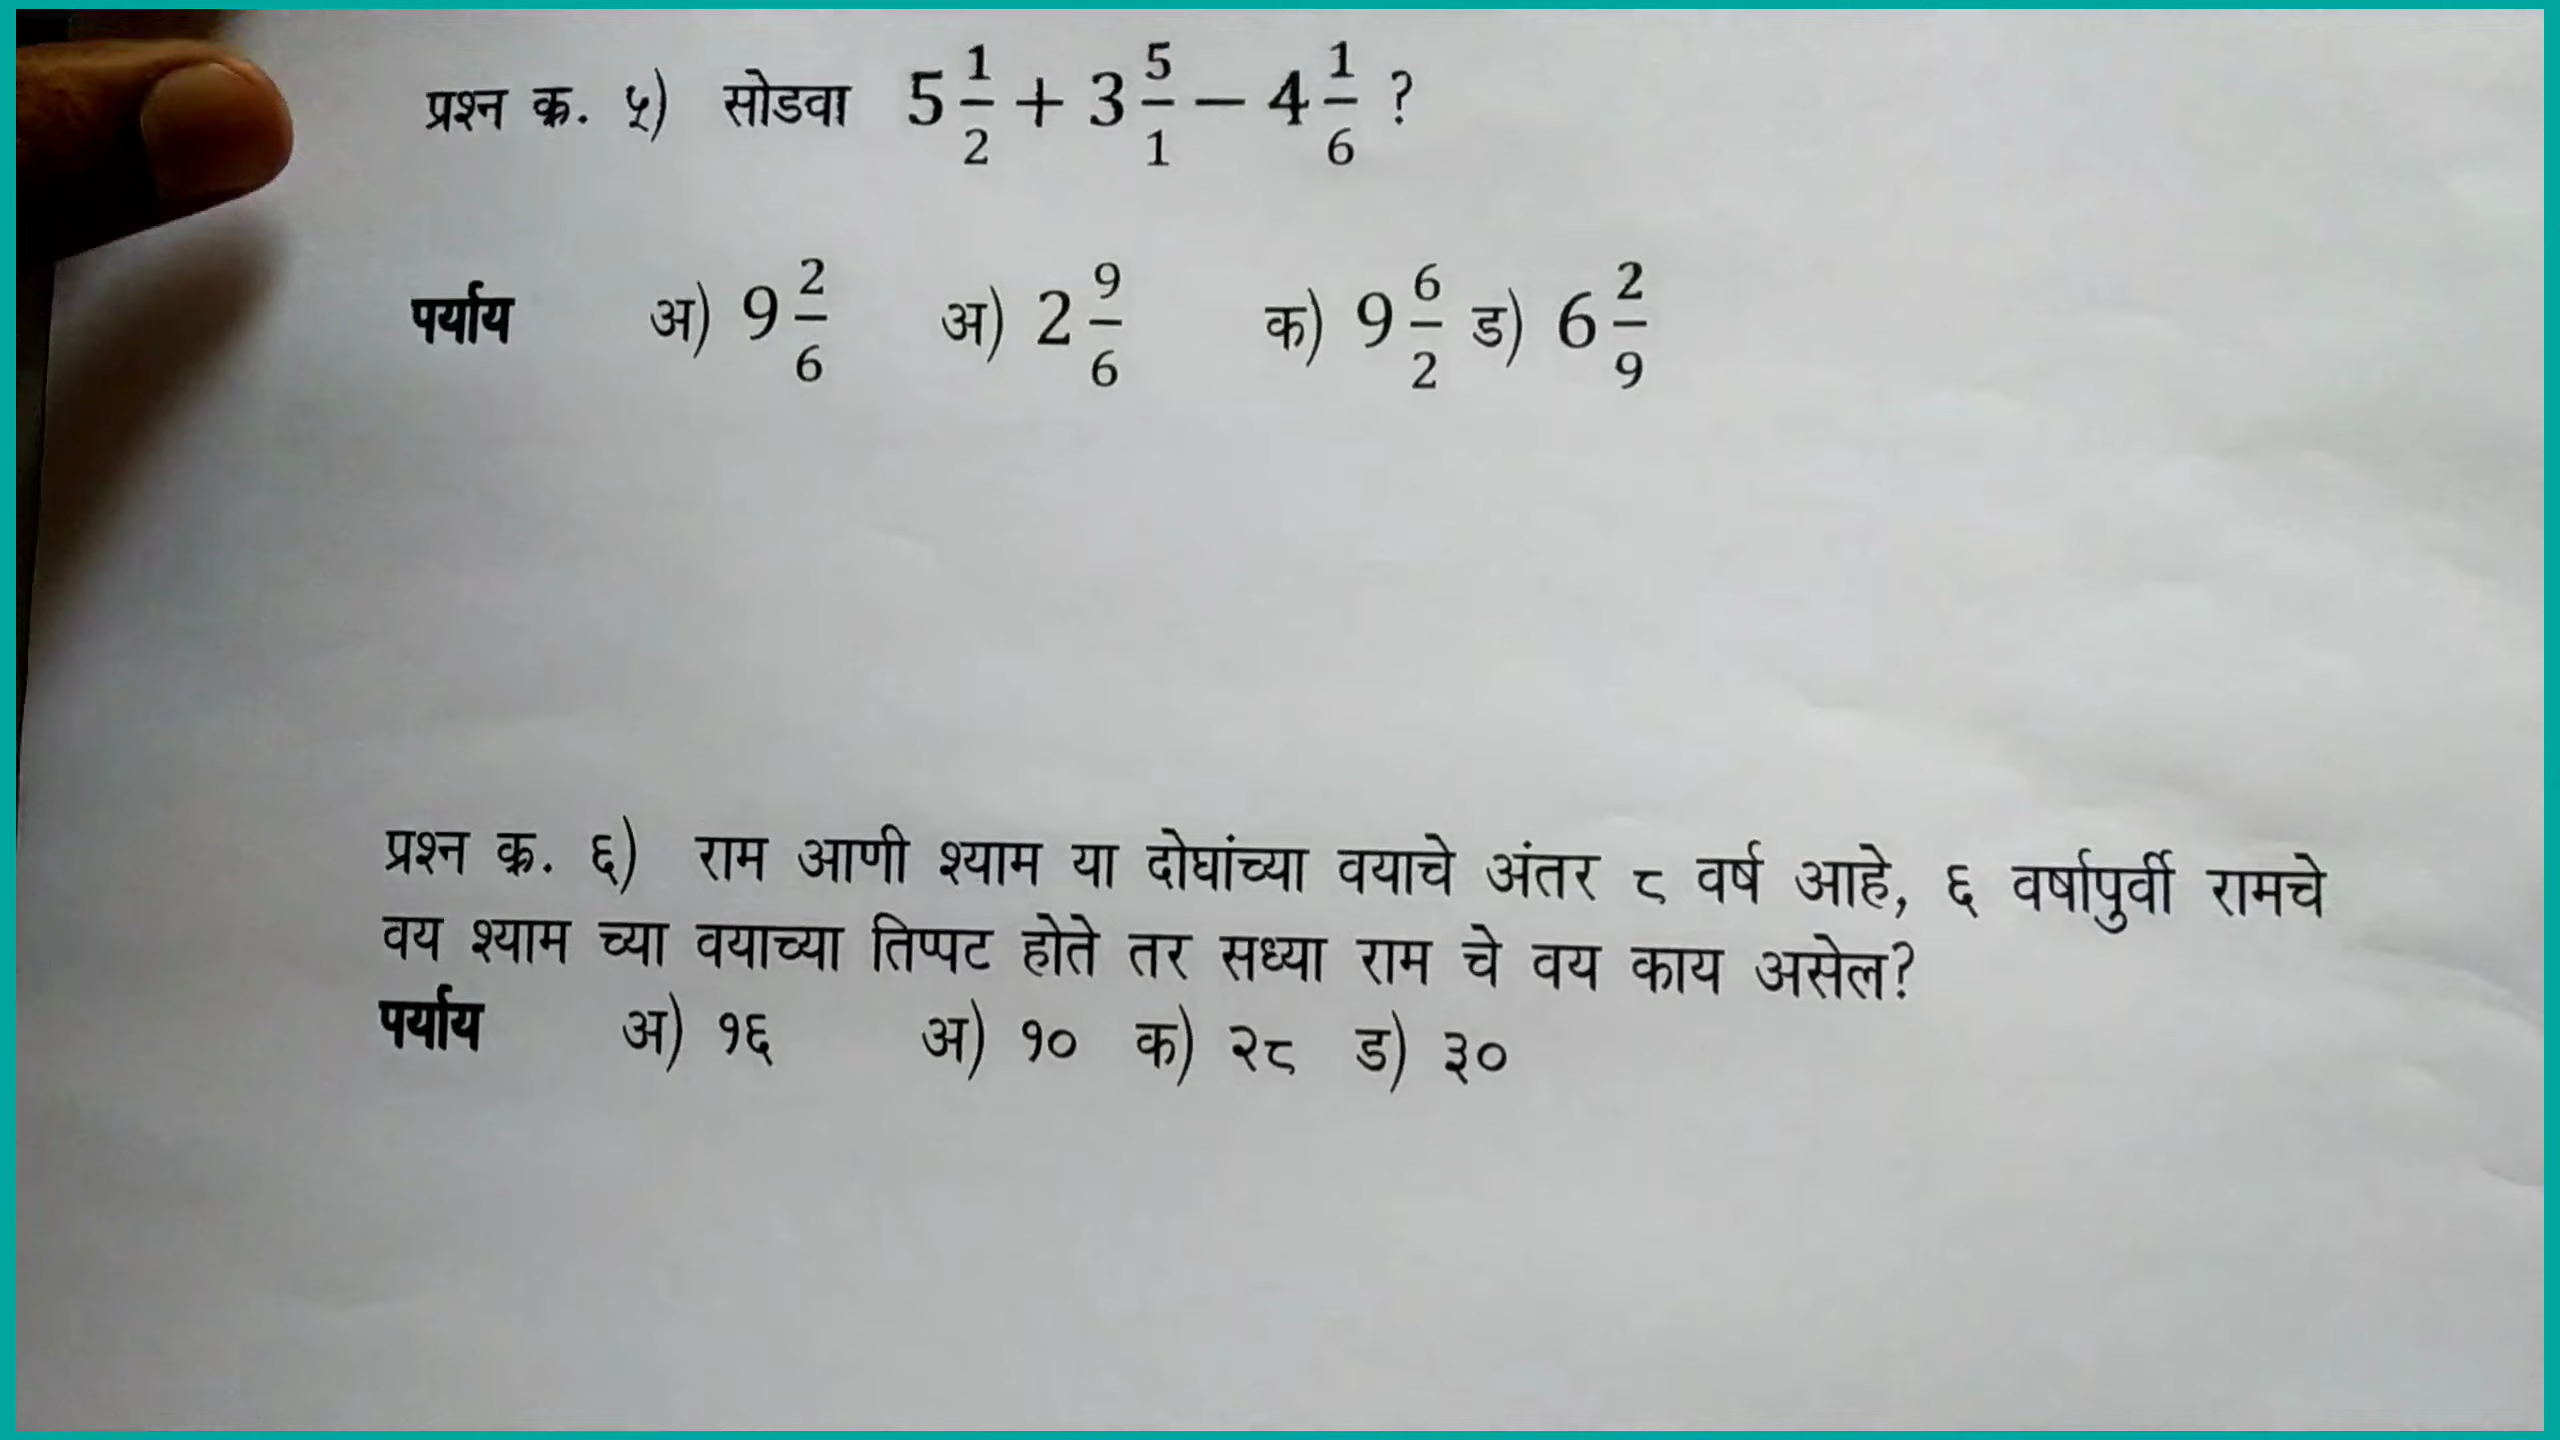 प्रश्न क्र. ५) सोडवा 5 1/2 + 3 5/1 − 4 1/6 ?
पर्याय अ) 9 2/6 अ) 2 9/6 क) 9 6/2 ड) 6 2/9
प्रश्न क्र. ६) राम आणी श्याम या दोघांच्या वयाचे अंतर ८ वर्ष आहे, ६ वर्षापुर्वी रामचे
वय श्याम च्या वयाच्या तिप्पट होते तर सध्या राम चे वय काय असेल?
पर्याय अ) १६ अ) १० क) २८ ड) ३०